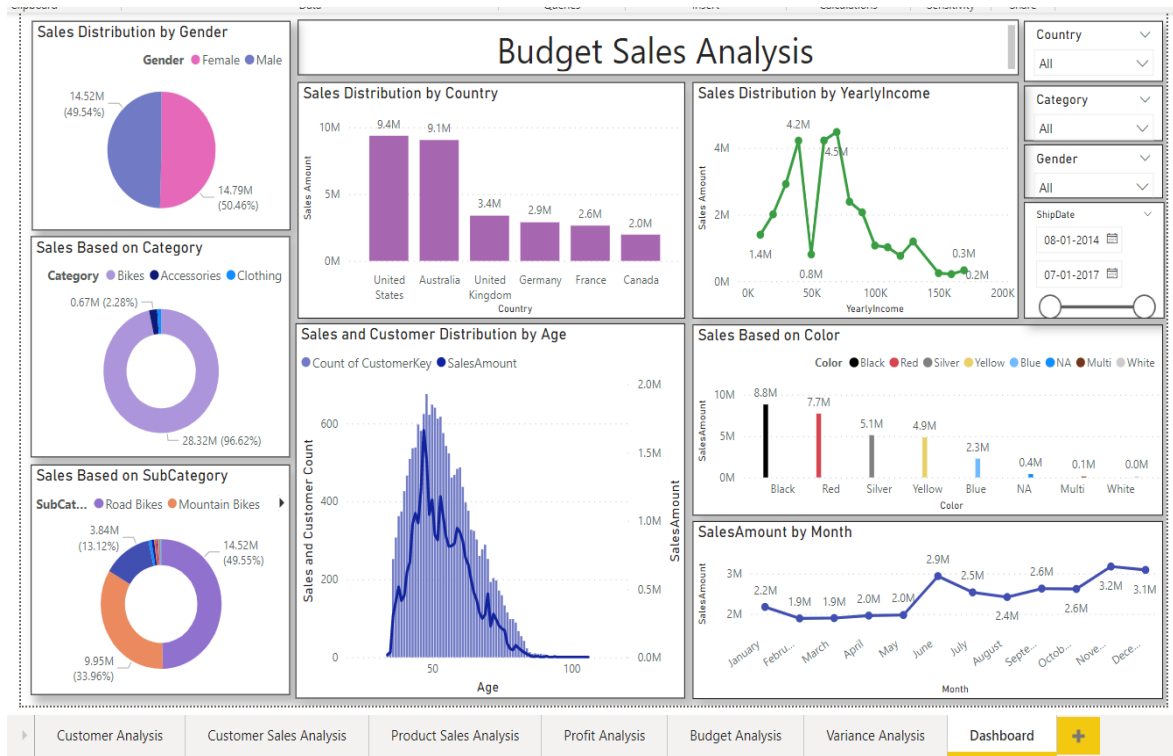 Clipboard Data Queries Insert Calculations Sensitivity Share
Budget Sales Analysis
Sales Distribution by Gender
Gender Female Male
14.52M
(49.54%)
14.79M
(50.46%)
Sales Based on Category
Category Bikes Accessories Clothing
0.67M (2.28%)
28.32M (96.62%)
Sales Based on SubCategory
SubCat... Road Bikes Mountain Bikes
3.84M
(13.12%)
14.52M
(49.55%)
9.95M
(33.96%)
Sales Distribution by Country
Sales Amount
10M
5M
0M
9.4M 9.1M 3.4M 2.9M 2.6M 2.0M
United States Australia United Kingdom Germany France Canada
Country
Sales and Customer Distribution by Age
Count of CustomerKey SalesAmount
Sales and Customer Count
600
400
200
0
2.0M
1.5M
1.0M
0.5M
0.0M
SalesAmount
50 100
Age
Sales Distribution by YearlyIncome
Sales Amount
4M
2M
0M
1.4M 4.2M 0.8M 4.5M 0.3M 0.2M
0K 50K 100K 150K 200K
YearlyIncome
Country
All
Category
All
Gender
All
ShipDate
08-01-2014
07-01-2017
Sales Based on Color
Color Black Red Silver Yellow Blue NA Multi White
SalesAmount
10M
5M
0M
8.8M 7.7M 5.1M 4.9M 2.3M 0.4M 0.1M 0.0M
Black Red Silver Yellow Blue NA Multi White
Color
SalesAmount by Month
SalesAmount
3M
2M
2.2M 1.9M 1.9M 2.0M 2.0M 2.9M 2.5M 2.4M 2.6M 2.6M 3.2M 3.1M
January Febru... March April May June July August Septe... Octob... Nove... Dece...
Month
Customer Analysis Customer Sales Analysis Product Sales Analysis Profit Analysis Budget Analysis Variance Analysis Dashboard +